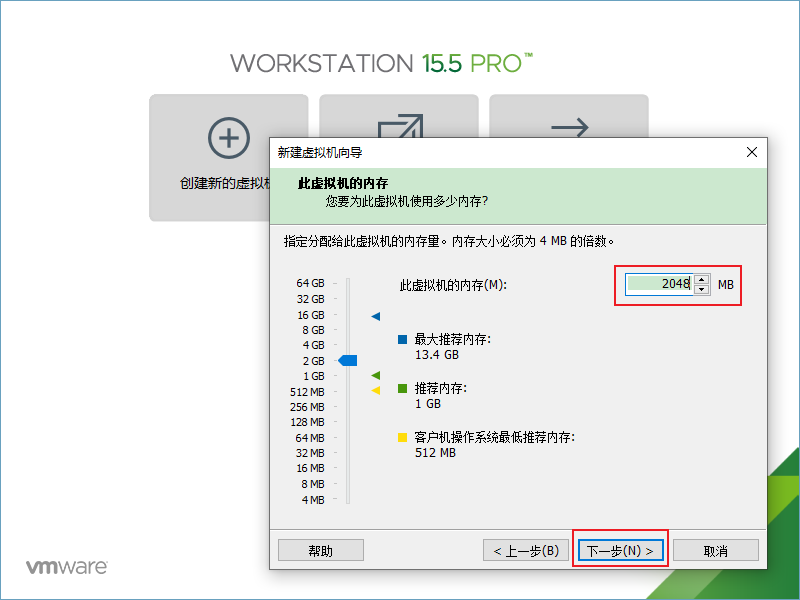 WORKSTATION 15.5 PRO™
创建新的虚拟机
新建虚拟机向导
此虚拟机的内存
您要为此虚拟机使用多少内存?
指定分配给此虚拟机的内存量。内存大小必须为 4 MB 的倍数。
此虚拟机的内存(M):
2048 MB
64 GB
32 GB
16 GB
8 GB
4 GB
2 GB
1 GB
512 MB
256 MB
128 MB
64 MB
32 MB
16 MB
8 MB
4 MB
最大推荐内存:
13.4 GB
推荐内存:
1 GB
客户机操作系统最低推荐内存:
512 MB
帮助
< 上一步(B)
下一步(N) >
取消
vmware